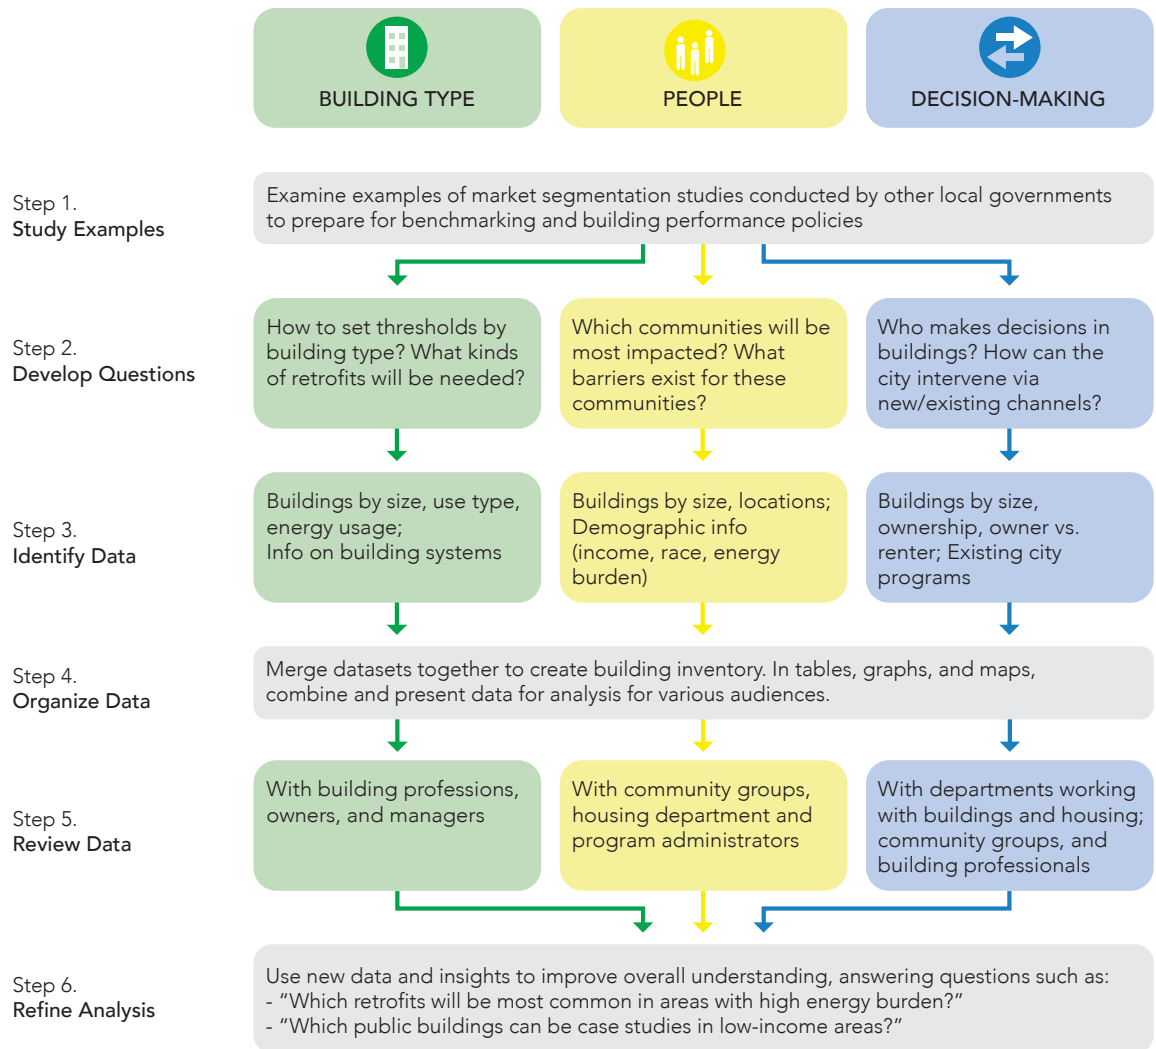 BUILDING TYPE
PEOPLE
DECISION-MAKING
Step 1.
Study Examples
Examine examples of market segmentation studies conducted by other local governments
to prepare for benchmarking and building performance policies
Step 2.
Develop Questions
How to set thresholds by
building type? What kinds
of retrofits will be needed?
Which communities will be
most impacted? What
barriers exist for these
communities?
Who makes decisions in
buildings? How can the
city intervene via
new/existing channels?
Step 3.
Identify Data
Buildings by size, use type,
energy usage;
Info on building systems
Buildings by size, locations;
Demographic info
(income, race, energy
burden)
Buildings by size,
ownership, owner vs.
renter; Existing city
programs
Step 4.
Organize Data
Merge datasets together to create building inventory. In tables, graphs, and maps,
combine and present data for analysis for various audiences.
Step 5.
Review Data
With building professions,
owners, and managers
With community groups,
housing department and
program administrators
With departments working
with buildings and housing;
community groups, and
building professionals
Step 6.
Refine Analysis
Use new data and insights to improve overall understanding, answering questions such as:
- “Which retrofits will be most common in areas with high energy burden?”
- “Which public buildings can be case studies in low-income areas?”